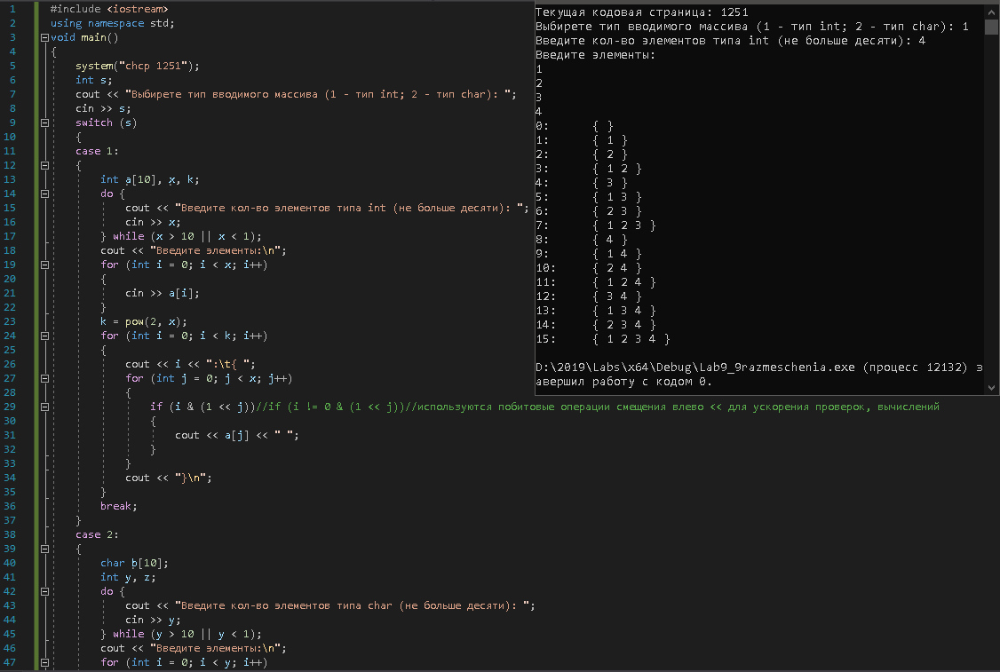 1 #include <iostream>
2 using namespace std;
3 void main()
4 {
5 system("chcp 1251");
6 int s;
7 cout << "Выбирете тип вводимого массива (1 - тип int; 2 - тип char): ";
8 cin >> s;
9 switch (s)
10 {
11 case 1:
12 {
13 int a[10], x, k;
14 do {
15 cout << "Введите кол-во элементов типа int (не больше десяти): ";
16 cin >> x;
17 } while (x > 10 || x < 1);
18 cout << "Введите элементы:\n";
19 for (int i = 0; i < x; i++)
20 {
21 cin >> a[i];
22 }
23 k = pow(2, x);
24 for (int i = 0; i < k; i++)
25 {
26 cout << i << ":\t{ ";
27 for (int j = 0; j < x; j++)
28 {
29 if (i & (1 << j))//if (i != 0 & (1 << j))//используются побитовые операции смещения влево << для ускорения проверок, вычислений
30 {
31 cout << a[j] << " ";
32 }
33 }
34 cout << "}\n";
35 }
36 break;
37 }
38 case 2:
39 {
40 char b[10];
41 int y, z;
42 do {
43 cout << "Введите кол-во элементов типа char (не больше десяти): ";
44 cin >> y;
45 } while (y > 10 || y < 1);
46 cout << "Введите элементы:\n";
47 for (int i = 0; i < y; i++)
Текущая кодовая страница: 1251
Выбирете тип вводимого массива (1 - тип int; 2 - тип char): 1
Введите кол-во элементов типа int (не больше десяти): 4
Введите элементы:
1
2
3
4
0: { }
1: { 1 }
2: { 2 }
3: { 1 2 }
4: { 3 }
5: { 1 3 }
6: { 2 3 }
7: { 1 2 3 }
8: { 4 }
9: { 1 4 }
10: { 2 4 }
11: { 1 2 4 }
12: { 3 4 }
13: { 1 3 4 }
14: { 2 3 4 }
15: { 1 2 3 4 }
D:\2019\Labs\x64\Debug\Lab9_9razmeschenia.exe (процесс 12132) з
авершил работу с кодом 0.